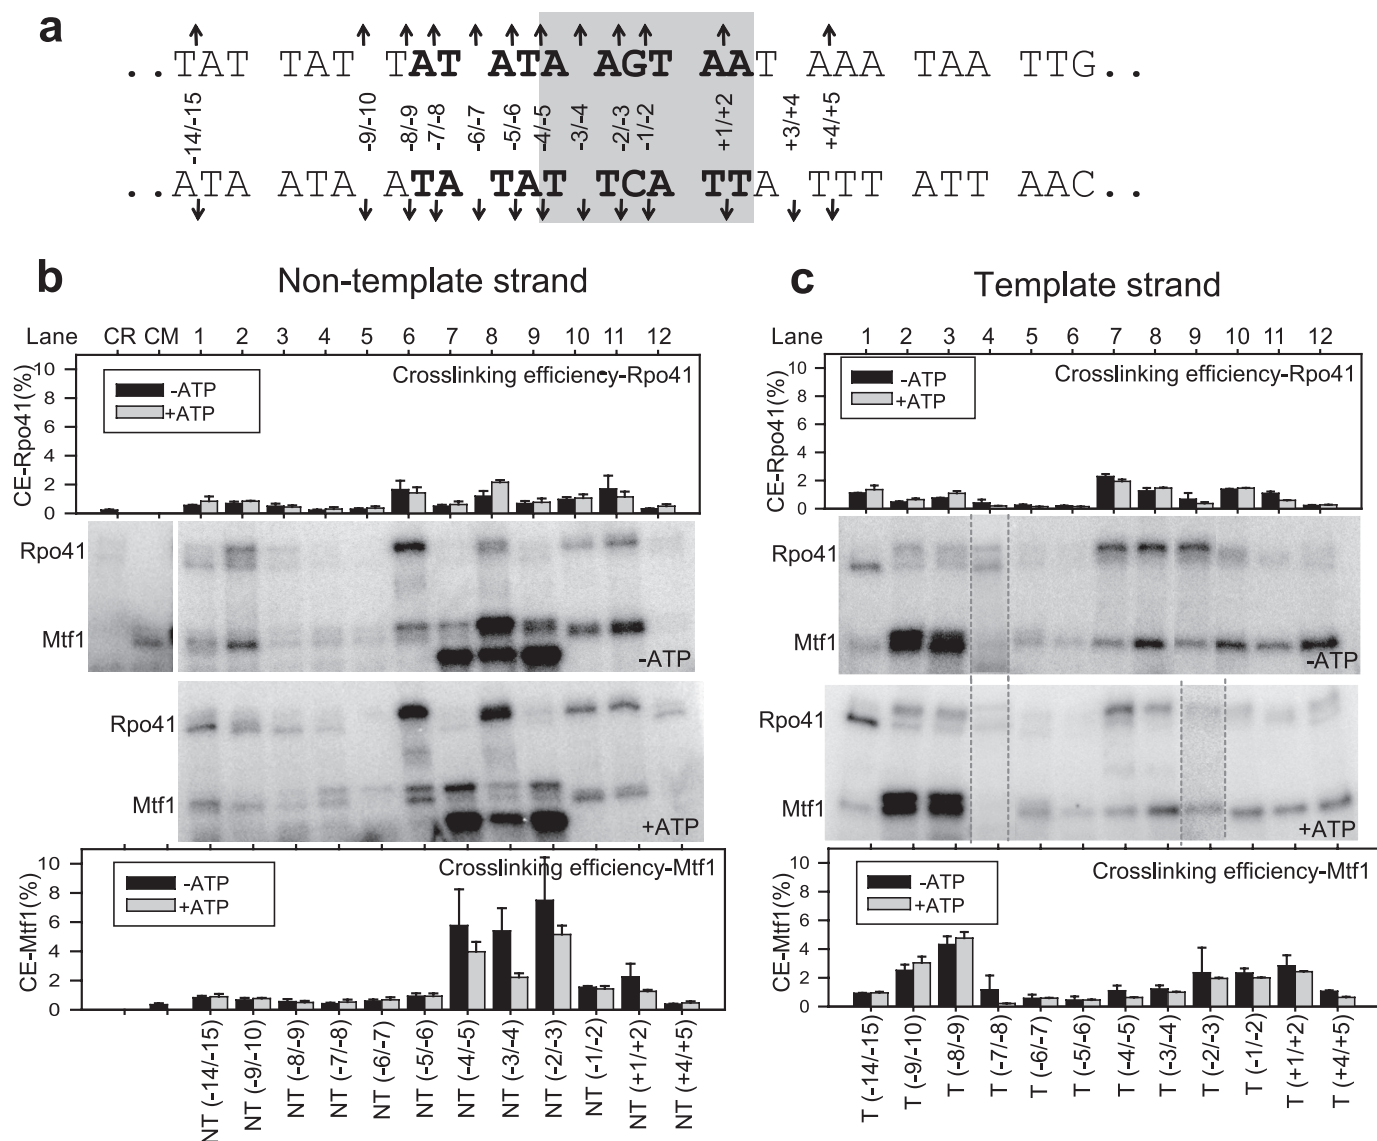 a
. . TAT TAT TAT ATA AGT AAT AAA TAA TTG . .
-14/-15 -9/-10 -8/-9 -7/-8 -6/-7 -5/-6 4/-5 -3/-4 -2/-3 -1/-2 +1/+2 +3/+4 +4/+5
. . ATA ATA ATA TAT TCA TTA TTT ATT AAC . .
b Non-template strand
Lane CR CM 1 2 3 4 5 6 7 8 9 10 11 12
CE-Rpo41(%)
10
8
6
4
2
0
-ATP
+ATP
Crosslinking efficiency-Rpo41
Rpo41
Mtf1
-ATP
Rpo41
Mtf1
+ATP
CE-Mtf1(%)
10
8
6
4
2
0
-ATP
+ATP
Crosslinking efficiency-Mtf1
NT (-14/-15)
NT (-9/-10)
NT (-8/-9)
NT (-7/-8)
NT (-6/-7)
NT (-5/-6)
NT (-4/-5)
NT (-3/-4)
NT (-2/-3)
NT (-1/-2)
NT (+1/+2)
NT (+4/+5)
c Template strand
Lane 1 2 3 4 5 6 7 8 9 10 11 12
CE-Rpo41(%)
10
8
6
4
2
0
-ATP
+ATP
Crosslinking efficiency-Rpo41
Rpo41
Mtf1
-ATP
Rpo41
Mtf1
+ATP
CE-Mtf1(%)
10
8
6
4
2
0
-ATP
+ATP
Crosslinking efficiency-Mtf1
T (-14/-15)
T (-9/-10)
T (-8/-9)
T (-7/-8)
T (-6/-7)
T (-5/-6)
T (-4/-5)
T (-3/-4)
T (-2/-3)
T (-1/-2)
T (+1/+2)
T (+4/+5)